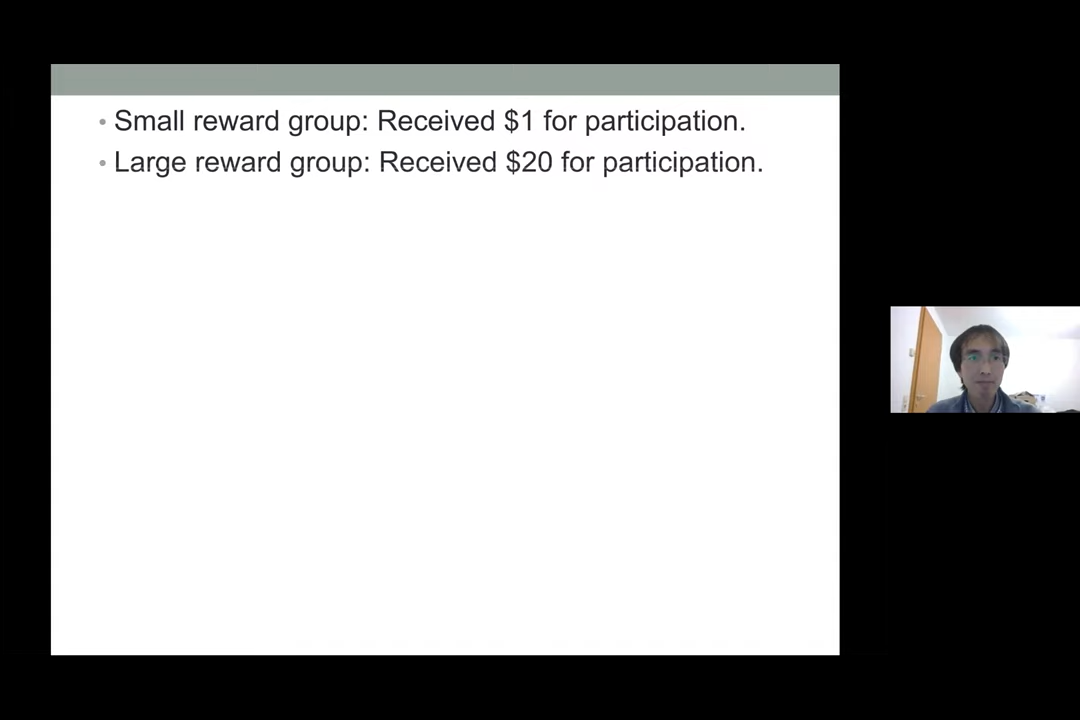 • Small reward group: Received $1 for participation.
• Large reward group: Received $20 for participation.